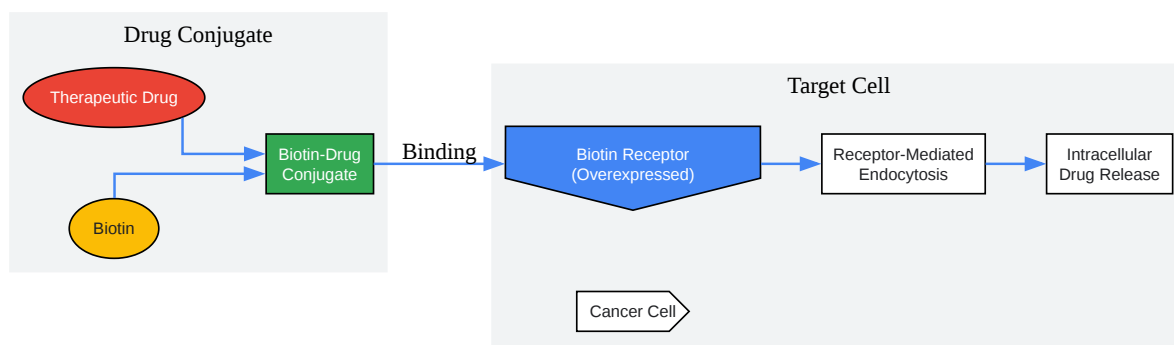 Drug Conjugate
Therapeutic Drug
Biotin
Biotin-Drug
Conjugate
Binding
Target Cell
Biotin Receptor
(Overexpressed)
Receptor-Mediated
Endocytosis
Intracellular
Drug Release
Cancer Cell